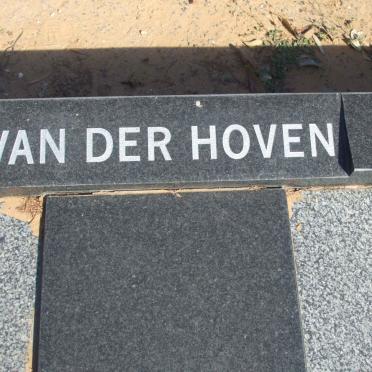 VAN DER HOVEN